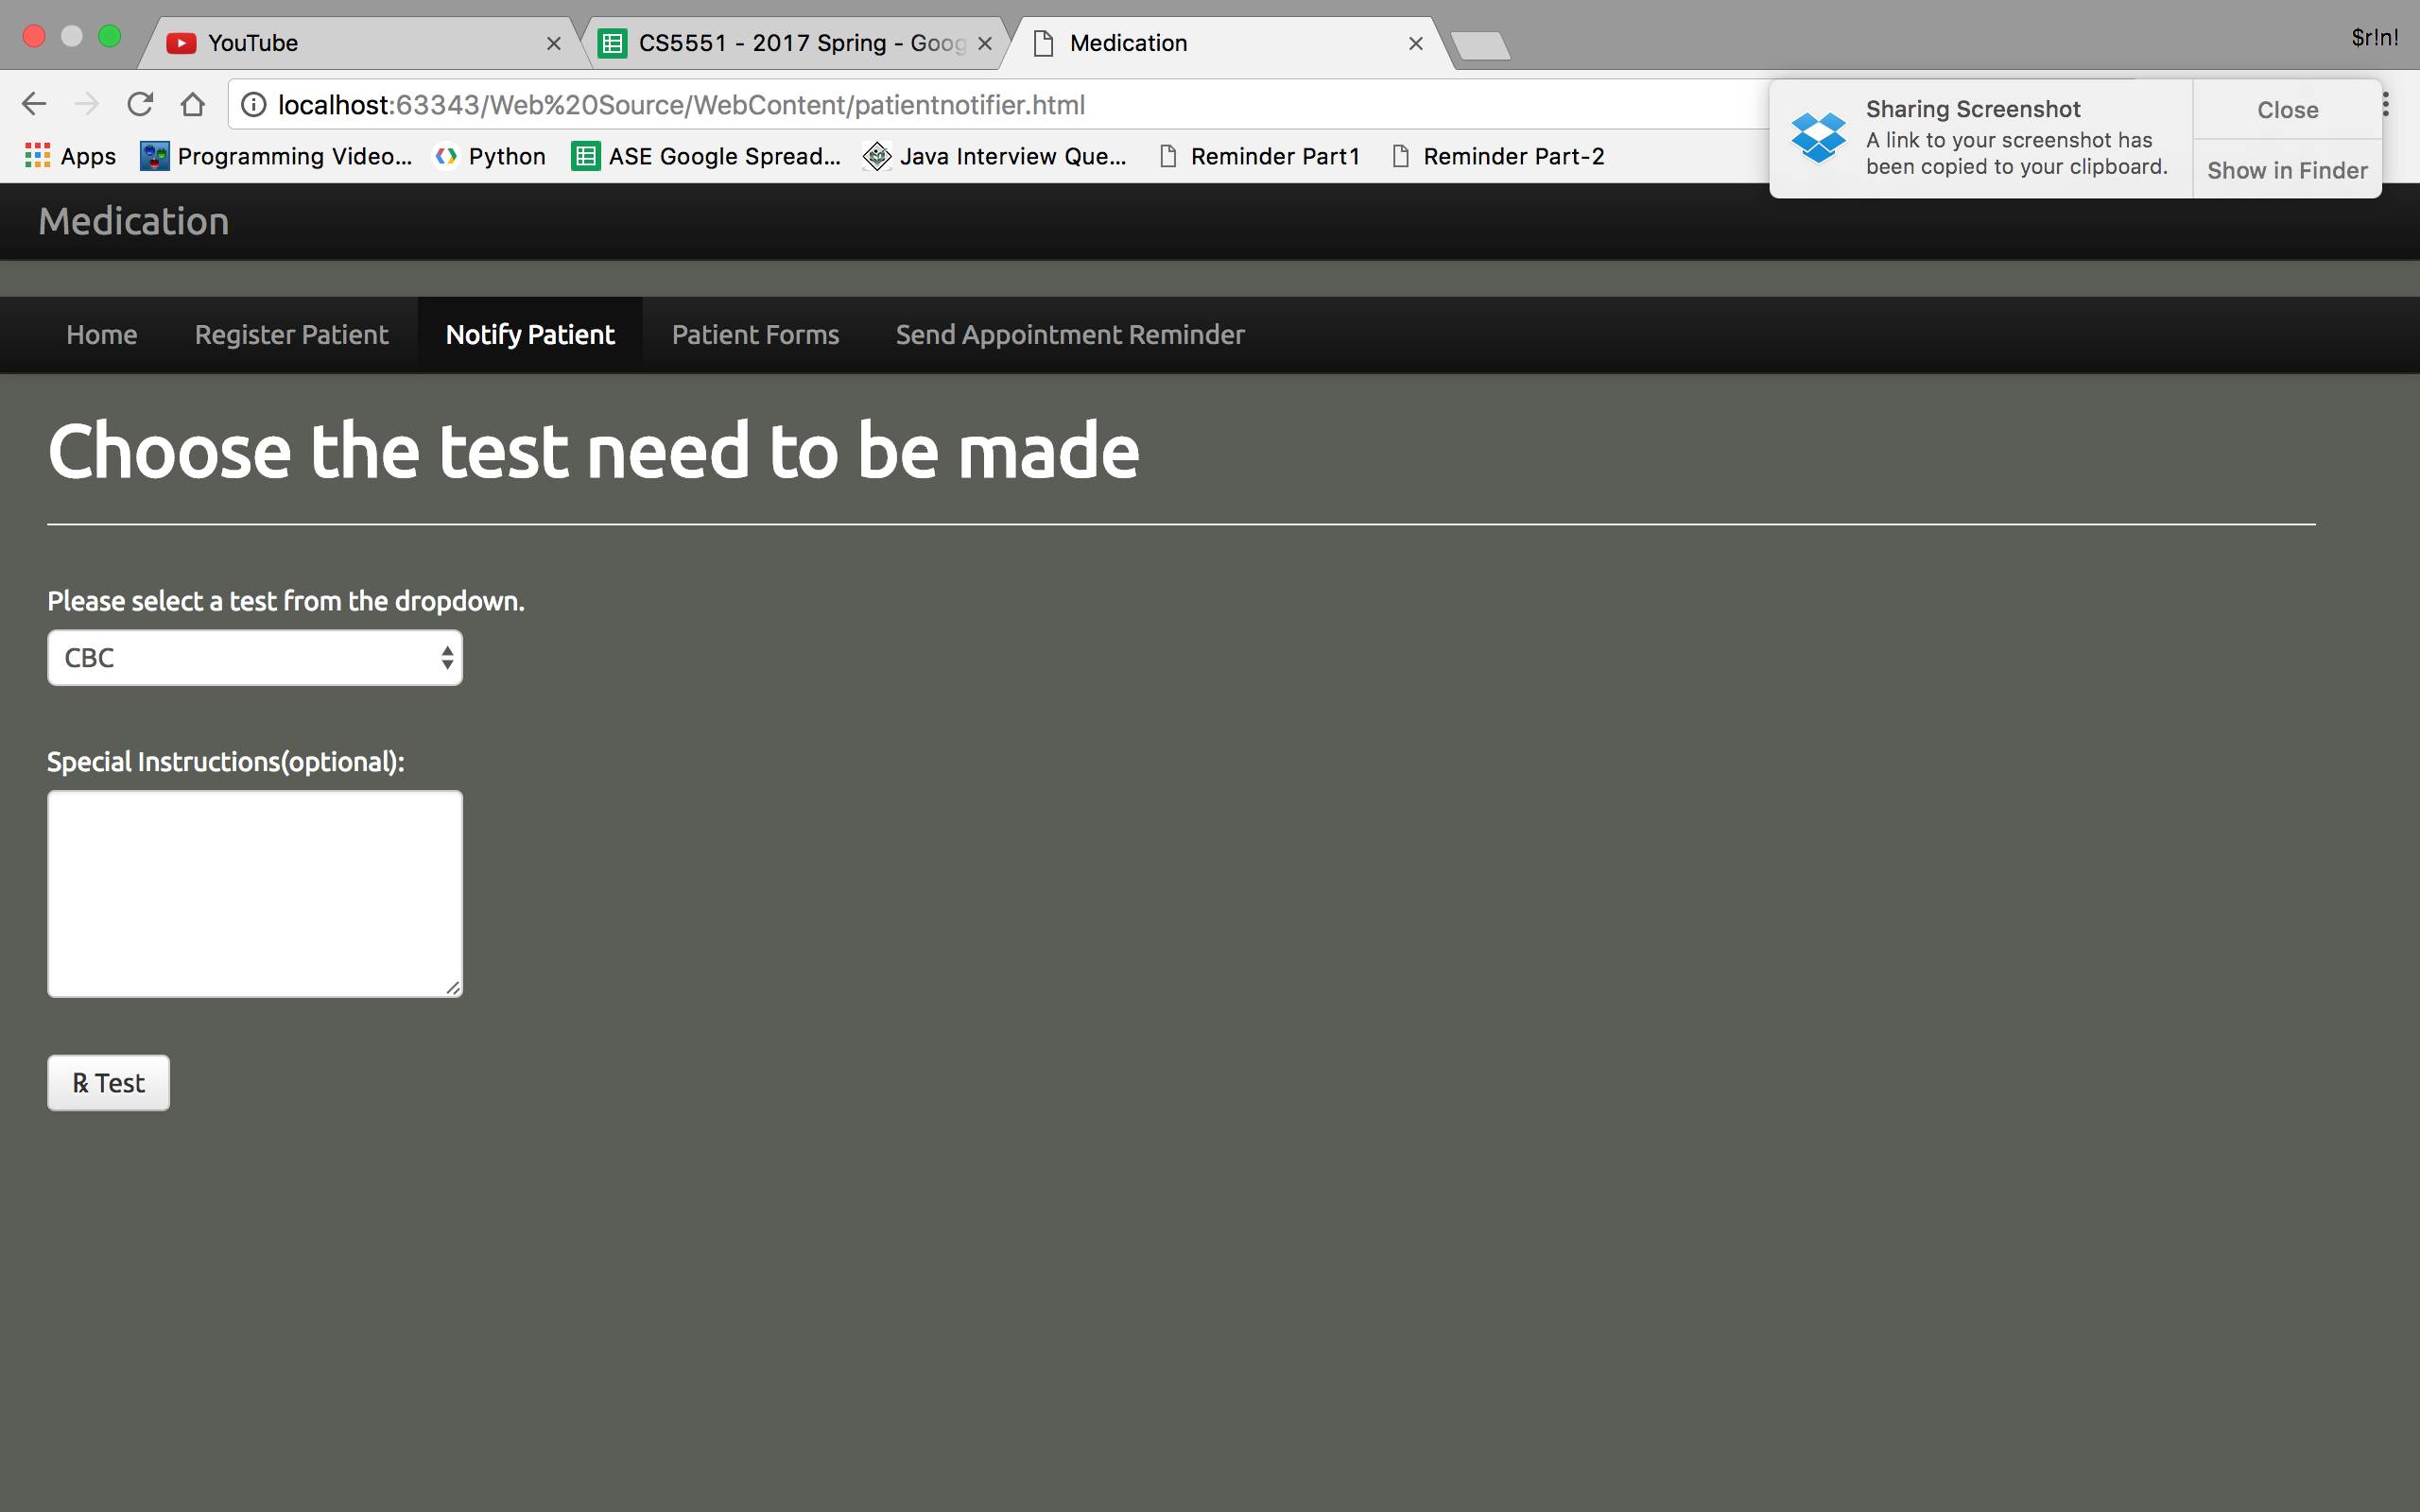 YouTube
CS5551 - 2017 Spring - Goog
Medication
$r!n!
localhost:63343/Web%20Source/WebContent/patientnotifier.html
Sharing Screenshot
A link to your screenshot has
been copied to your clipboard.
Close
Show in Finder
Apps
Programming Video...
Python
ASE Google Spread...
Java Interview Que...
Reminder Part1
Reminder Part-2
Medication
Home
Register Patient
Notify Patient
Patient Forms
Send Appointment Reminder
Choose the test need to be made
Please select a test from the dropdown.
CBC
Special Instructions(optional):
℞ Test